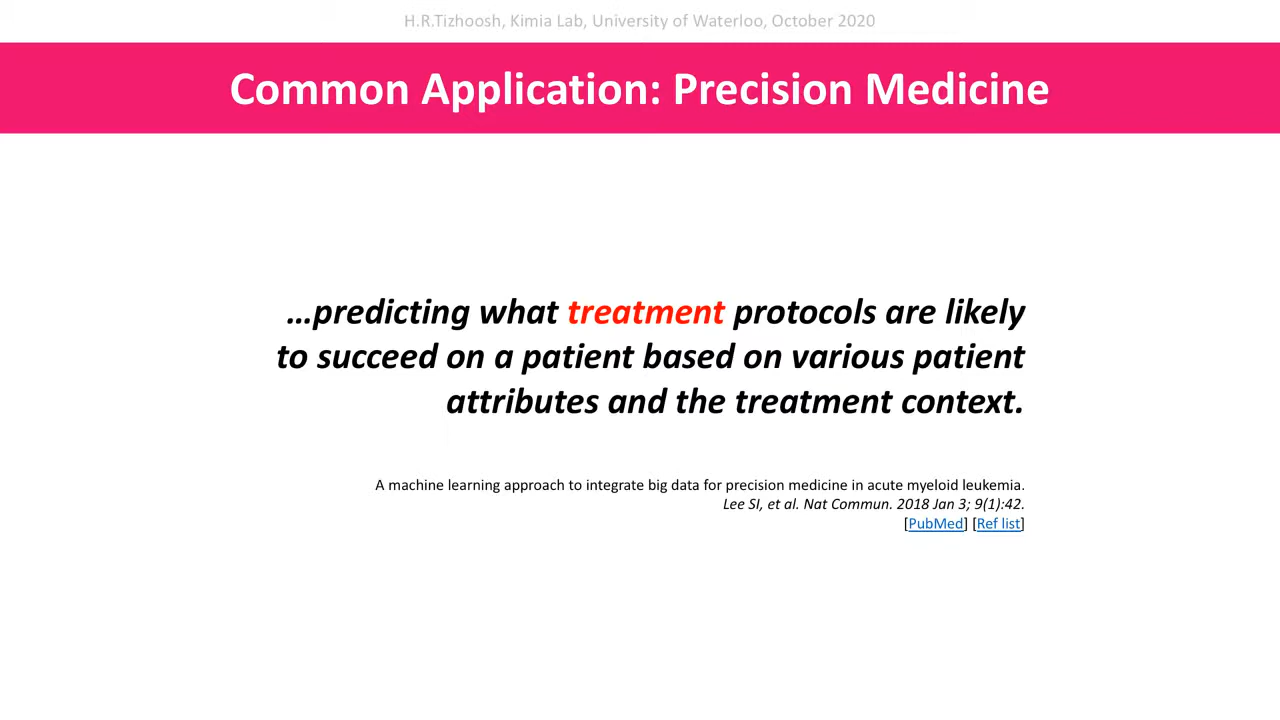 H.R.Tizhoosh, Kimia Lab, University of Waterloo, October 2020
Common Application: Precision Medicine
…predicting what treatment protocols are likely
to succeed on a patient based on various patient
attributes and the treatment context.
A machine learning approach to integrate big data for precision medicine in acute myeloid leukemia.
Lee SI, et al. Nat Commun. 2018 Jan 3; 9(1):42.
[PubMed] [Ref list]